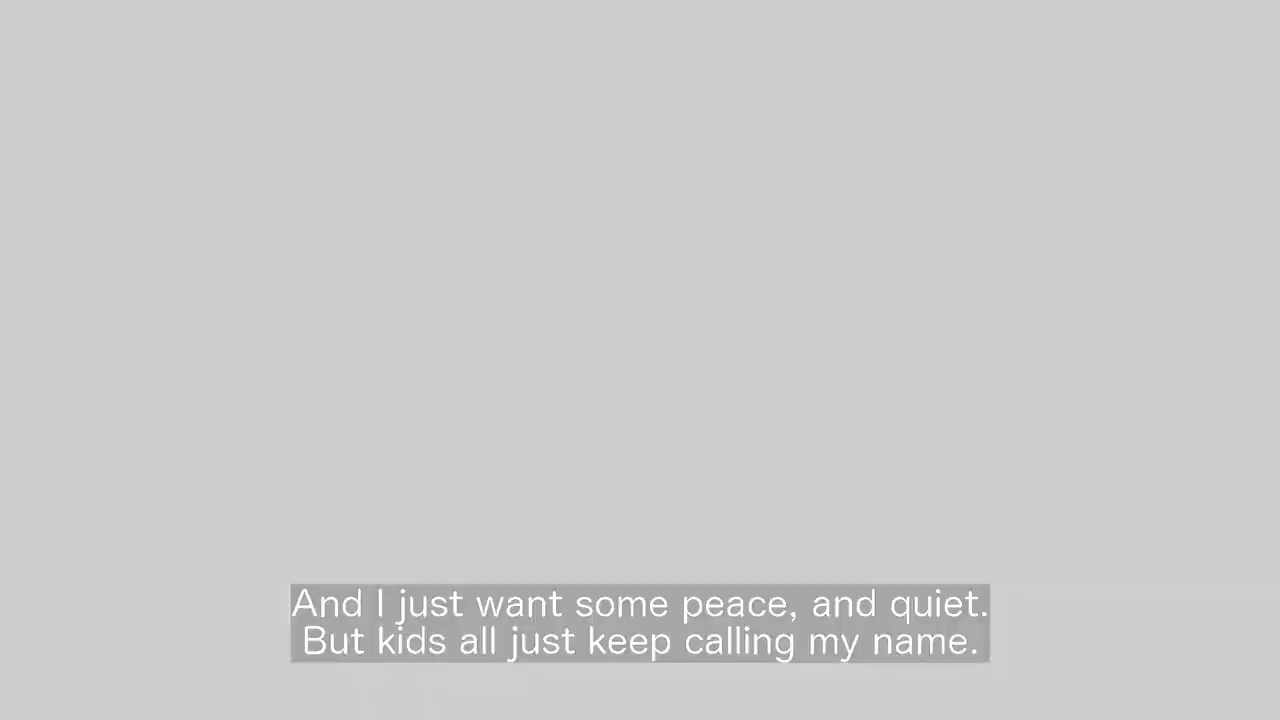 And I just want some peace, and quiet.
But kids all just keep calling my name.